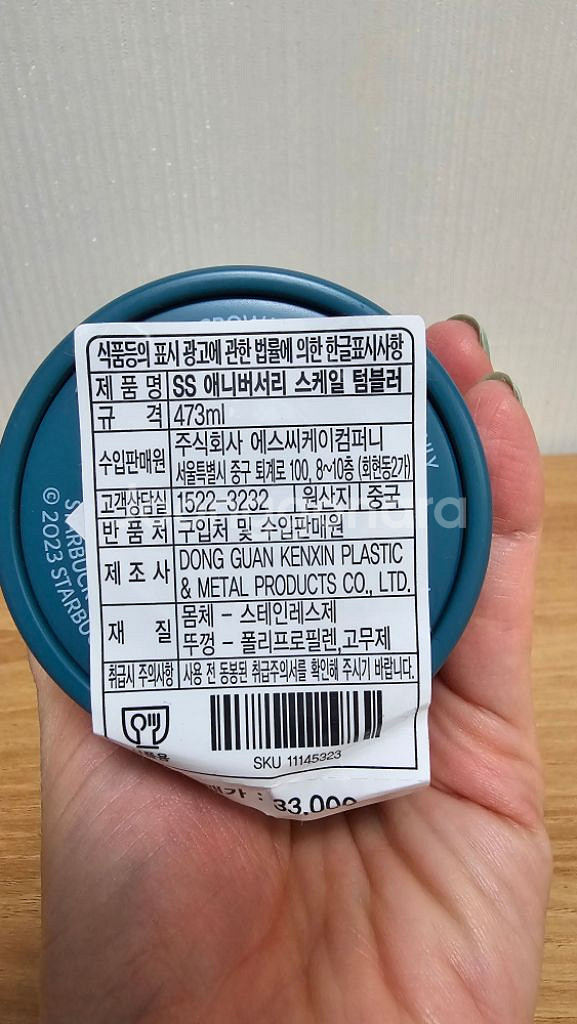 식품등의 표시 광고에 관한 법률에 의한 한글표시사항
제 품 명 SS 애니버서리 스케일 텀블러
규 격 473ml
수입판매원 주식회사 에스씨케이컴퍼니
서울특별시 중구 퇴계로 100, 8~10층 (회현동2가)
고객상담실 1522-3232 원산지 중국
반 품 처 구입처 및 수입판매원
제 조 사 DONG GUAN KENXIN PLASTIC
& METAL PRODUCTS CO., LTD.
재 질 몸체 - 스테인레스제
뚜껑 - 폴리프로필렌,고무제
취급시 주의사항 사용 전 동봉된 취급주의서를 확인해 주시기 바랍니다.
SKU 11145323
: 33,000
© 2023 STARBU